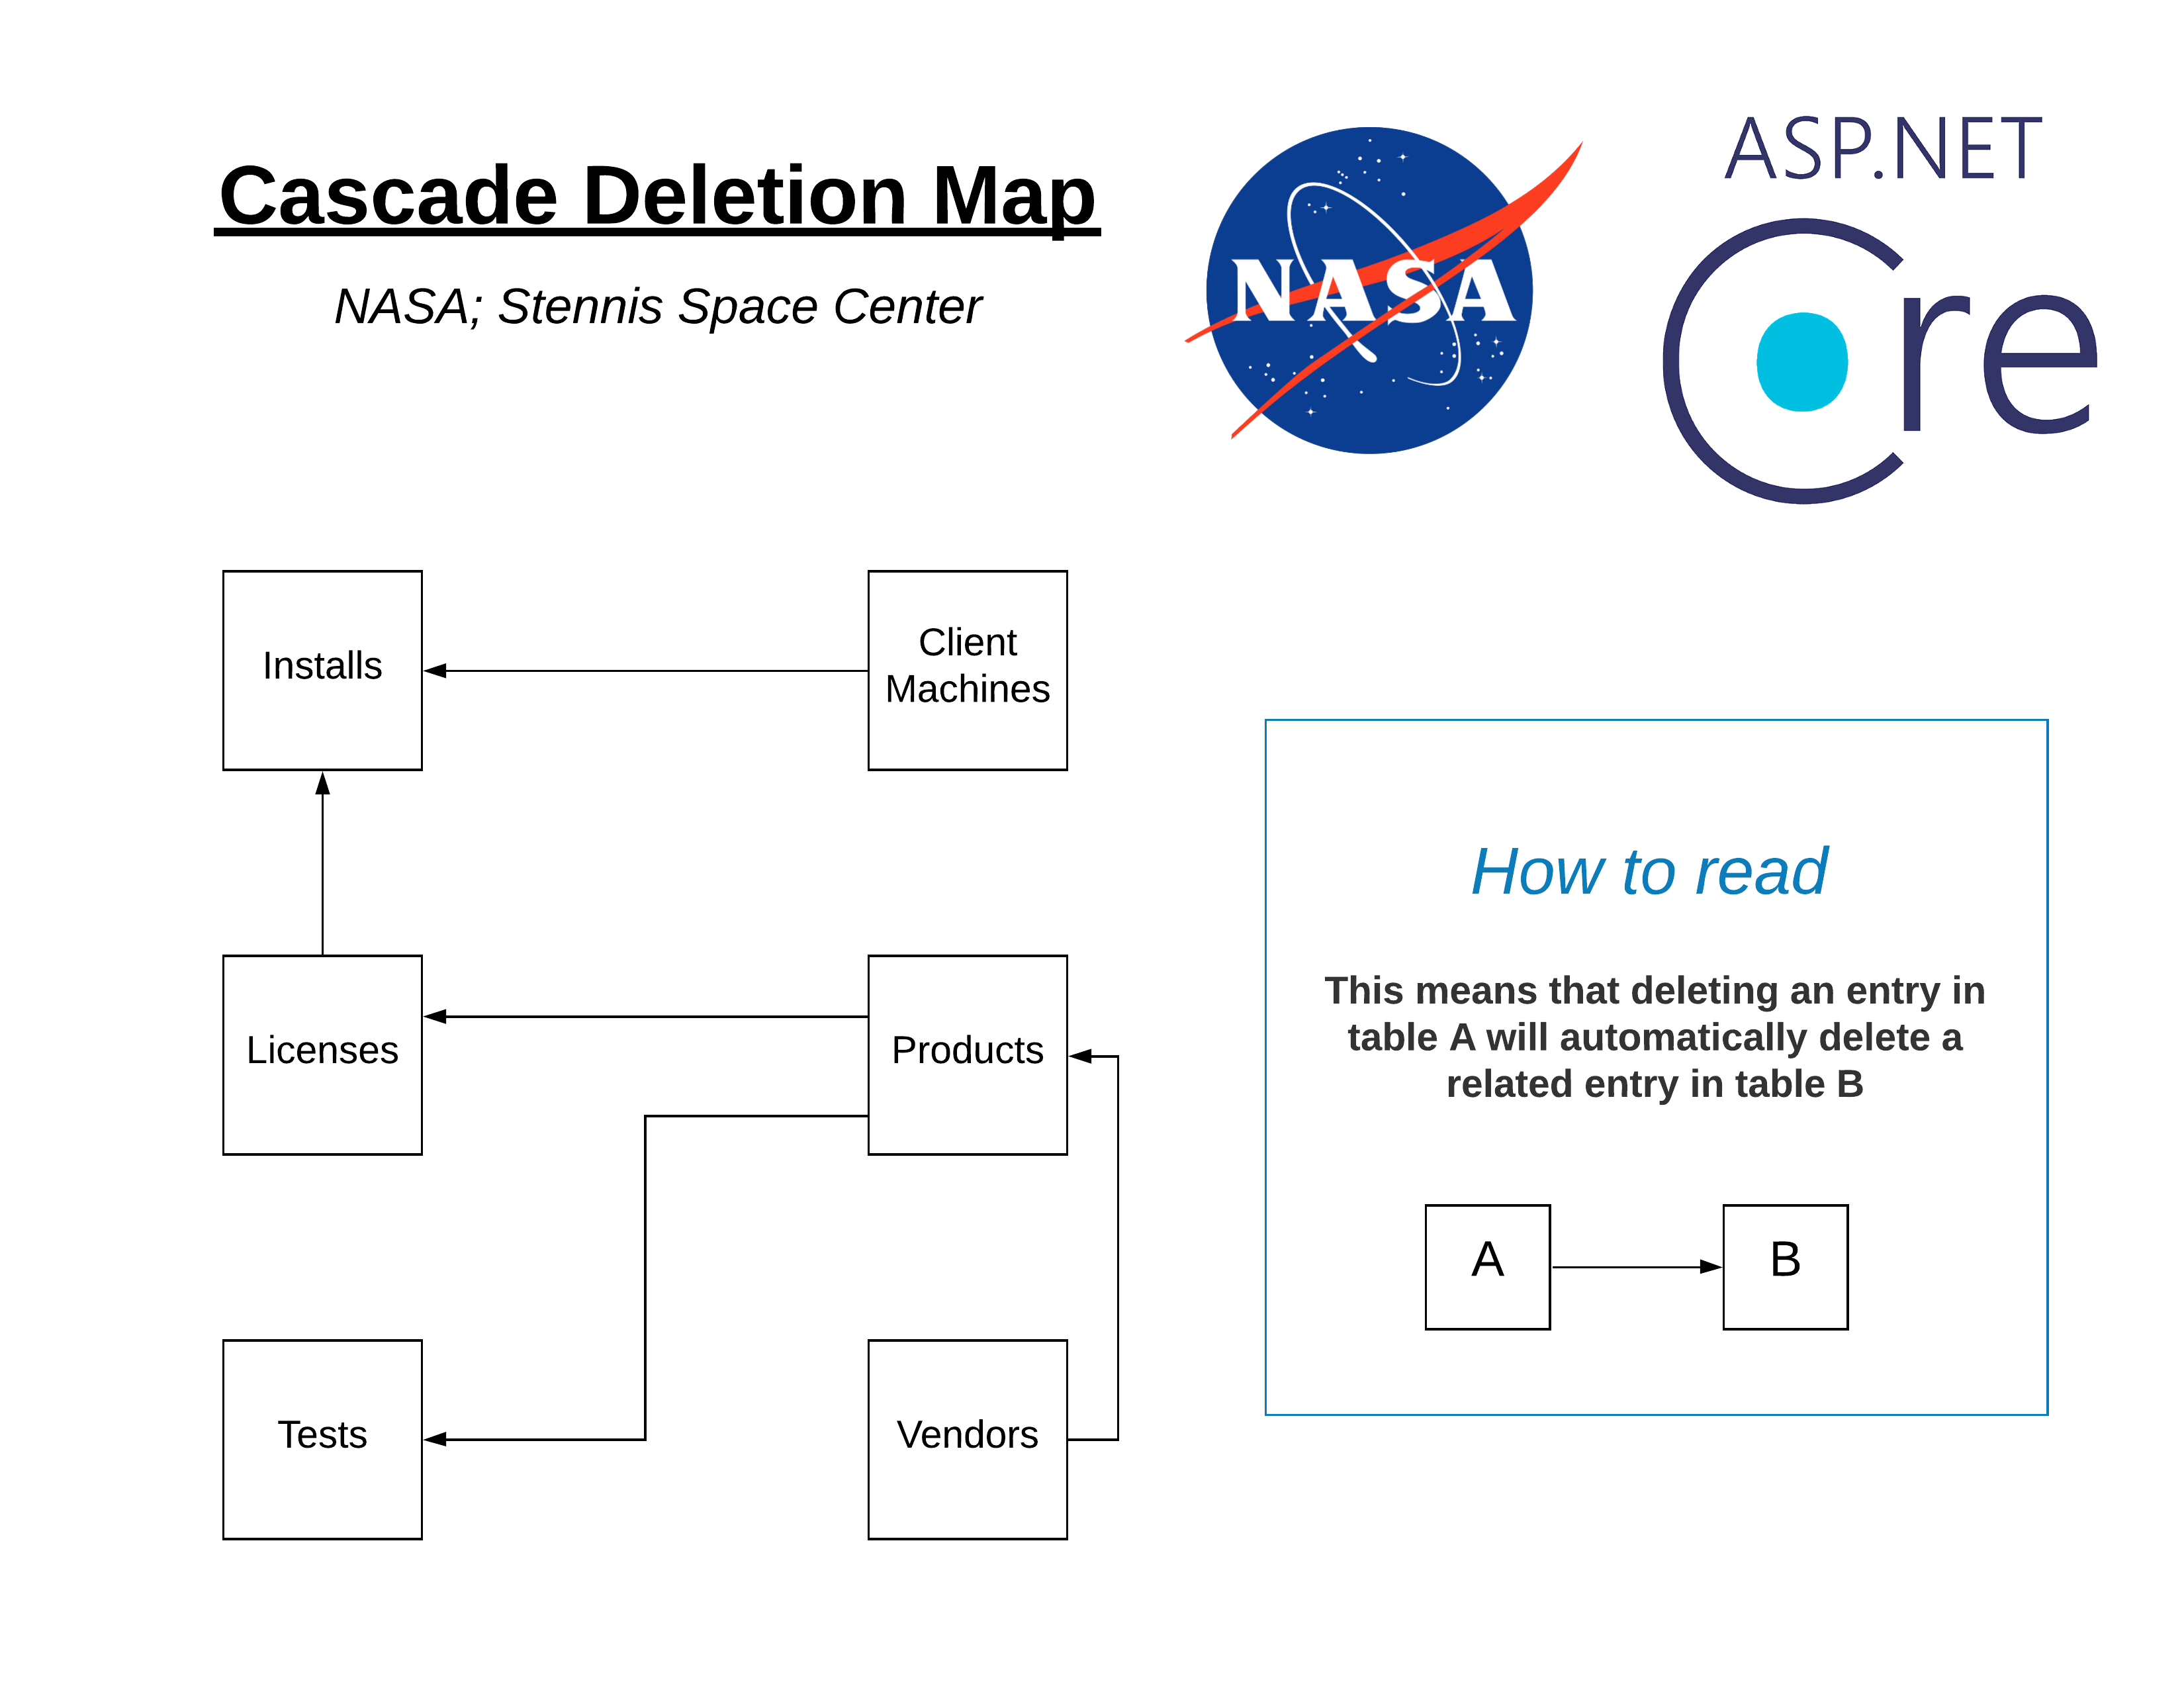 Cascade Deletion Map
NASA; Stennis Space Center
NASA
ASP.NET
Core
Installs
Client
Machines
Licenses
Products
Tests
Vendors
How to read
This means that deleting an entry in
table A will automatically delete a
related entry in table B
A
B